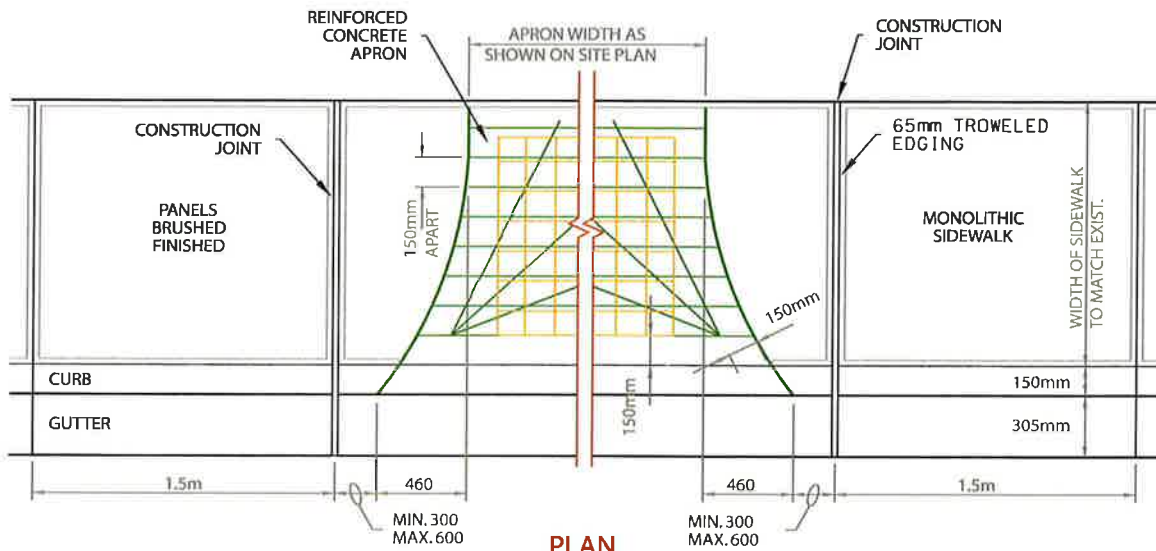 REINFORCED
CONCRETE
APRON
APRON WIDTH AS
SHOWN ON SITE PLAN
CONSTRUCTION
JOINT
CONSTRUCTION
JOINT
65mm TROWELED
EDGING
PANELS
BRUSHED
FINISHED
150mm
APART
MONOLITHIC
SIDEWALK
WIDTH OF SIDEWALK
TO MATCH EXIST.
150mm
CURB
150mm
150mm
GUTTER
305mm
1.5m
460
460
1.5m
MIN. 300
MAX. 600
MIN. 300
MAX. 600
PLAN